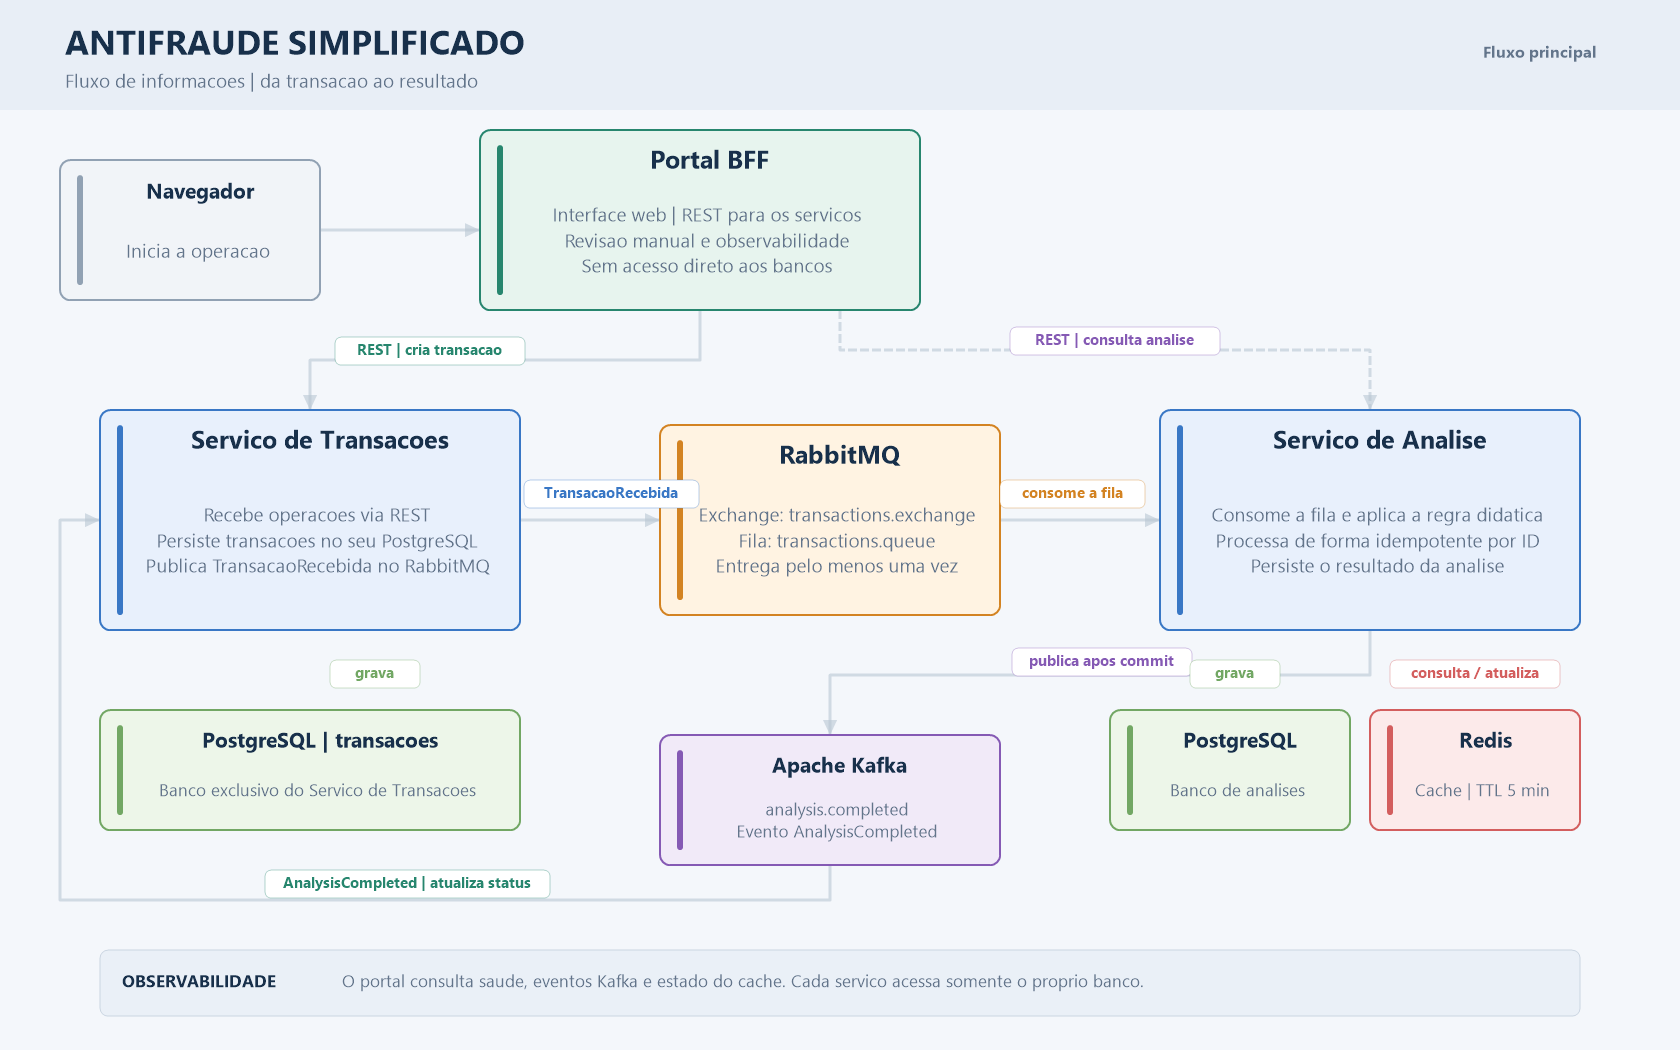 ANTIFRAUDE SIMPLIFICADO
Fluxo de informacoes | da transacao ao resultado
Fluxo principal
Navegador
Inicia a operacao
Portal BFF
Interface web | REST para os servicos
Revisao manual e observabilidade
Sem acesso direto aos bancos
REST | cria transacao
REST | consulta analise
Servico de Transacoes
Recebe operacoes via REST
Persiste transacoes no seu PostgreSQL
Publica TransacaoRecebida no RabbitMQ
TransacaoRecebida
RabbitMQ
Exchange: transactions.exchange
Fila: transactions.queue
Entrega pelo menos uma vez
consome a fila
Servico de Analise
Consome a fila e aplica a regra didatica
Processa de forma idempotente por ID
Persiste o resultado da analise
grava
publica apos commit
grava
consulta / atualiza
PostgreSQL | transacoes
Banco exclusivo do Servico de Transacoes
Apache Kafka
analysis.completed
Evento AnalysisCompleted
PostgreSQL
Banco de analises
Redis
Cache | TTL 5 min
AnalysisCompleted | atualiza status
OBSERVABILIDADE
O portal consulta saude, eventos Kafka e estado do cache. Cada servico acessa somente o proprio banco.